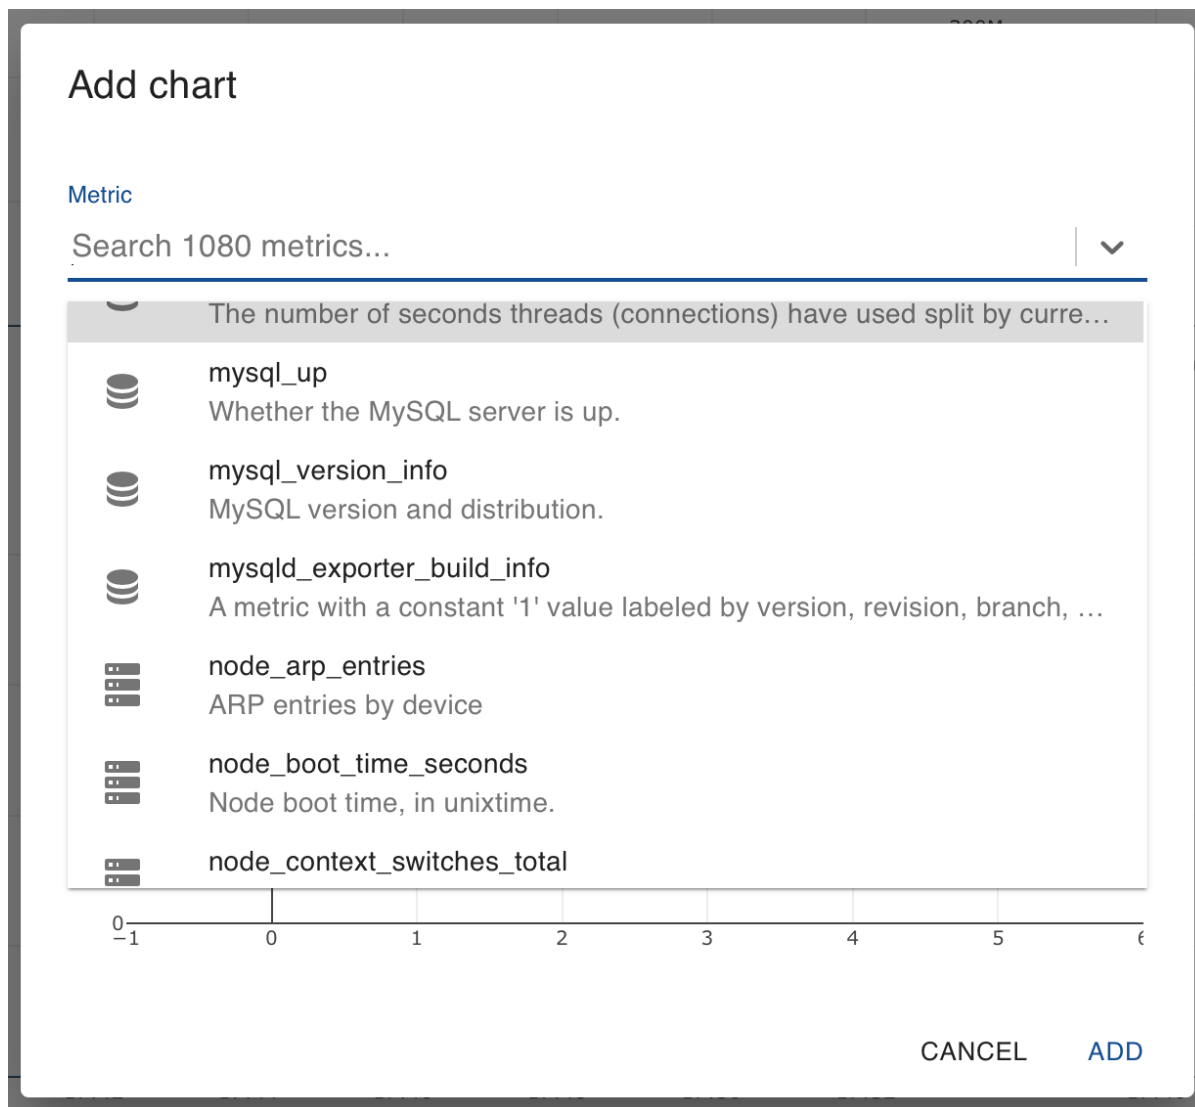 Add chart
Metric
Search 1080 metrics...
The number of seconds threads (connections) have used split by curre...
mysql_up
Whether the MySQL server is up.
mysql_version_info
MySQL version and distribution.
mysqld_exporter_build_info
A metric with a constant '1' value labeled by version, revision, branch, ...
node_arp_entries
ARP entries by device
node_boot_time_seconds
Node boot time, in unixtime.
node_context_switches_total
0
−1 0 1 2 3 4 5
CANCEL ADD